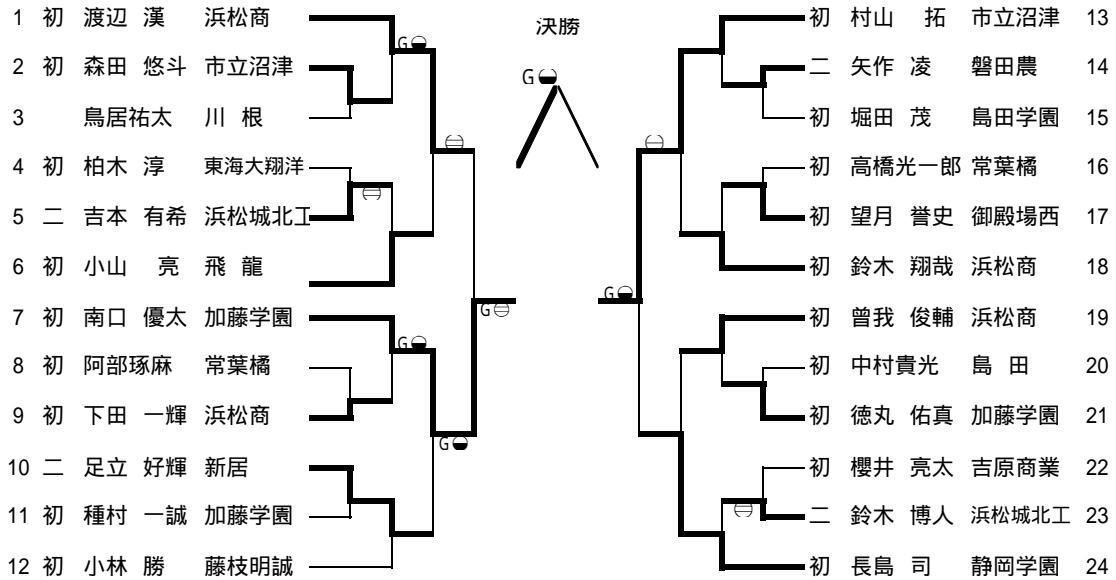 決勝
G
1 初 渡辺 漢 浜松商
2 初 森田 悠斗 市立沼津
3 鳥居祐太 川 根
4 初 柏木 淳 東海大翔洋
5 二 吉本 有希 浜松城北工
6 初 小山 亮 飛 龍
7 初 南口 優太 加藤学園
8 初 阿部琢麻 常葉橘
9 初 下田 一輝 浜松商
10 二 足立 好輝 新居
11 初 種村 一誠 加藤学園
12 初 小林 勝 藤枝明誠
G
G
G
G
G
初 村山 拓 市立沼津 13
二 矢作 凌 磐田農 14
初 堀田 茂 島田学園 15
初 高橋光一郎 常葉橘 16
初 望月 誉史 御殿場西 17
初 鈴木 翔哉 浜松商 18
初 曽我 俊輔 浜松商 19
初 中村貴光 島 田 20
初 徳丸 佑真 加藤学園 21
初 櫻井 亮太 吉原商業 22
二 鈴木 博人 浜松城北工 23
初 長島 司 静岡学園 24